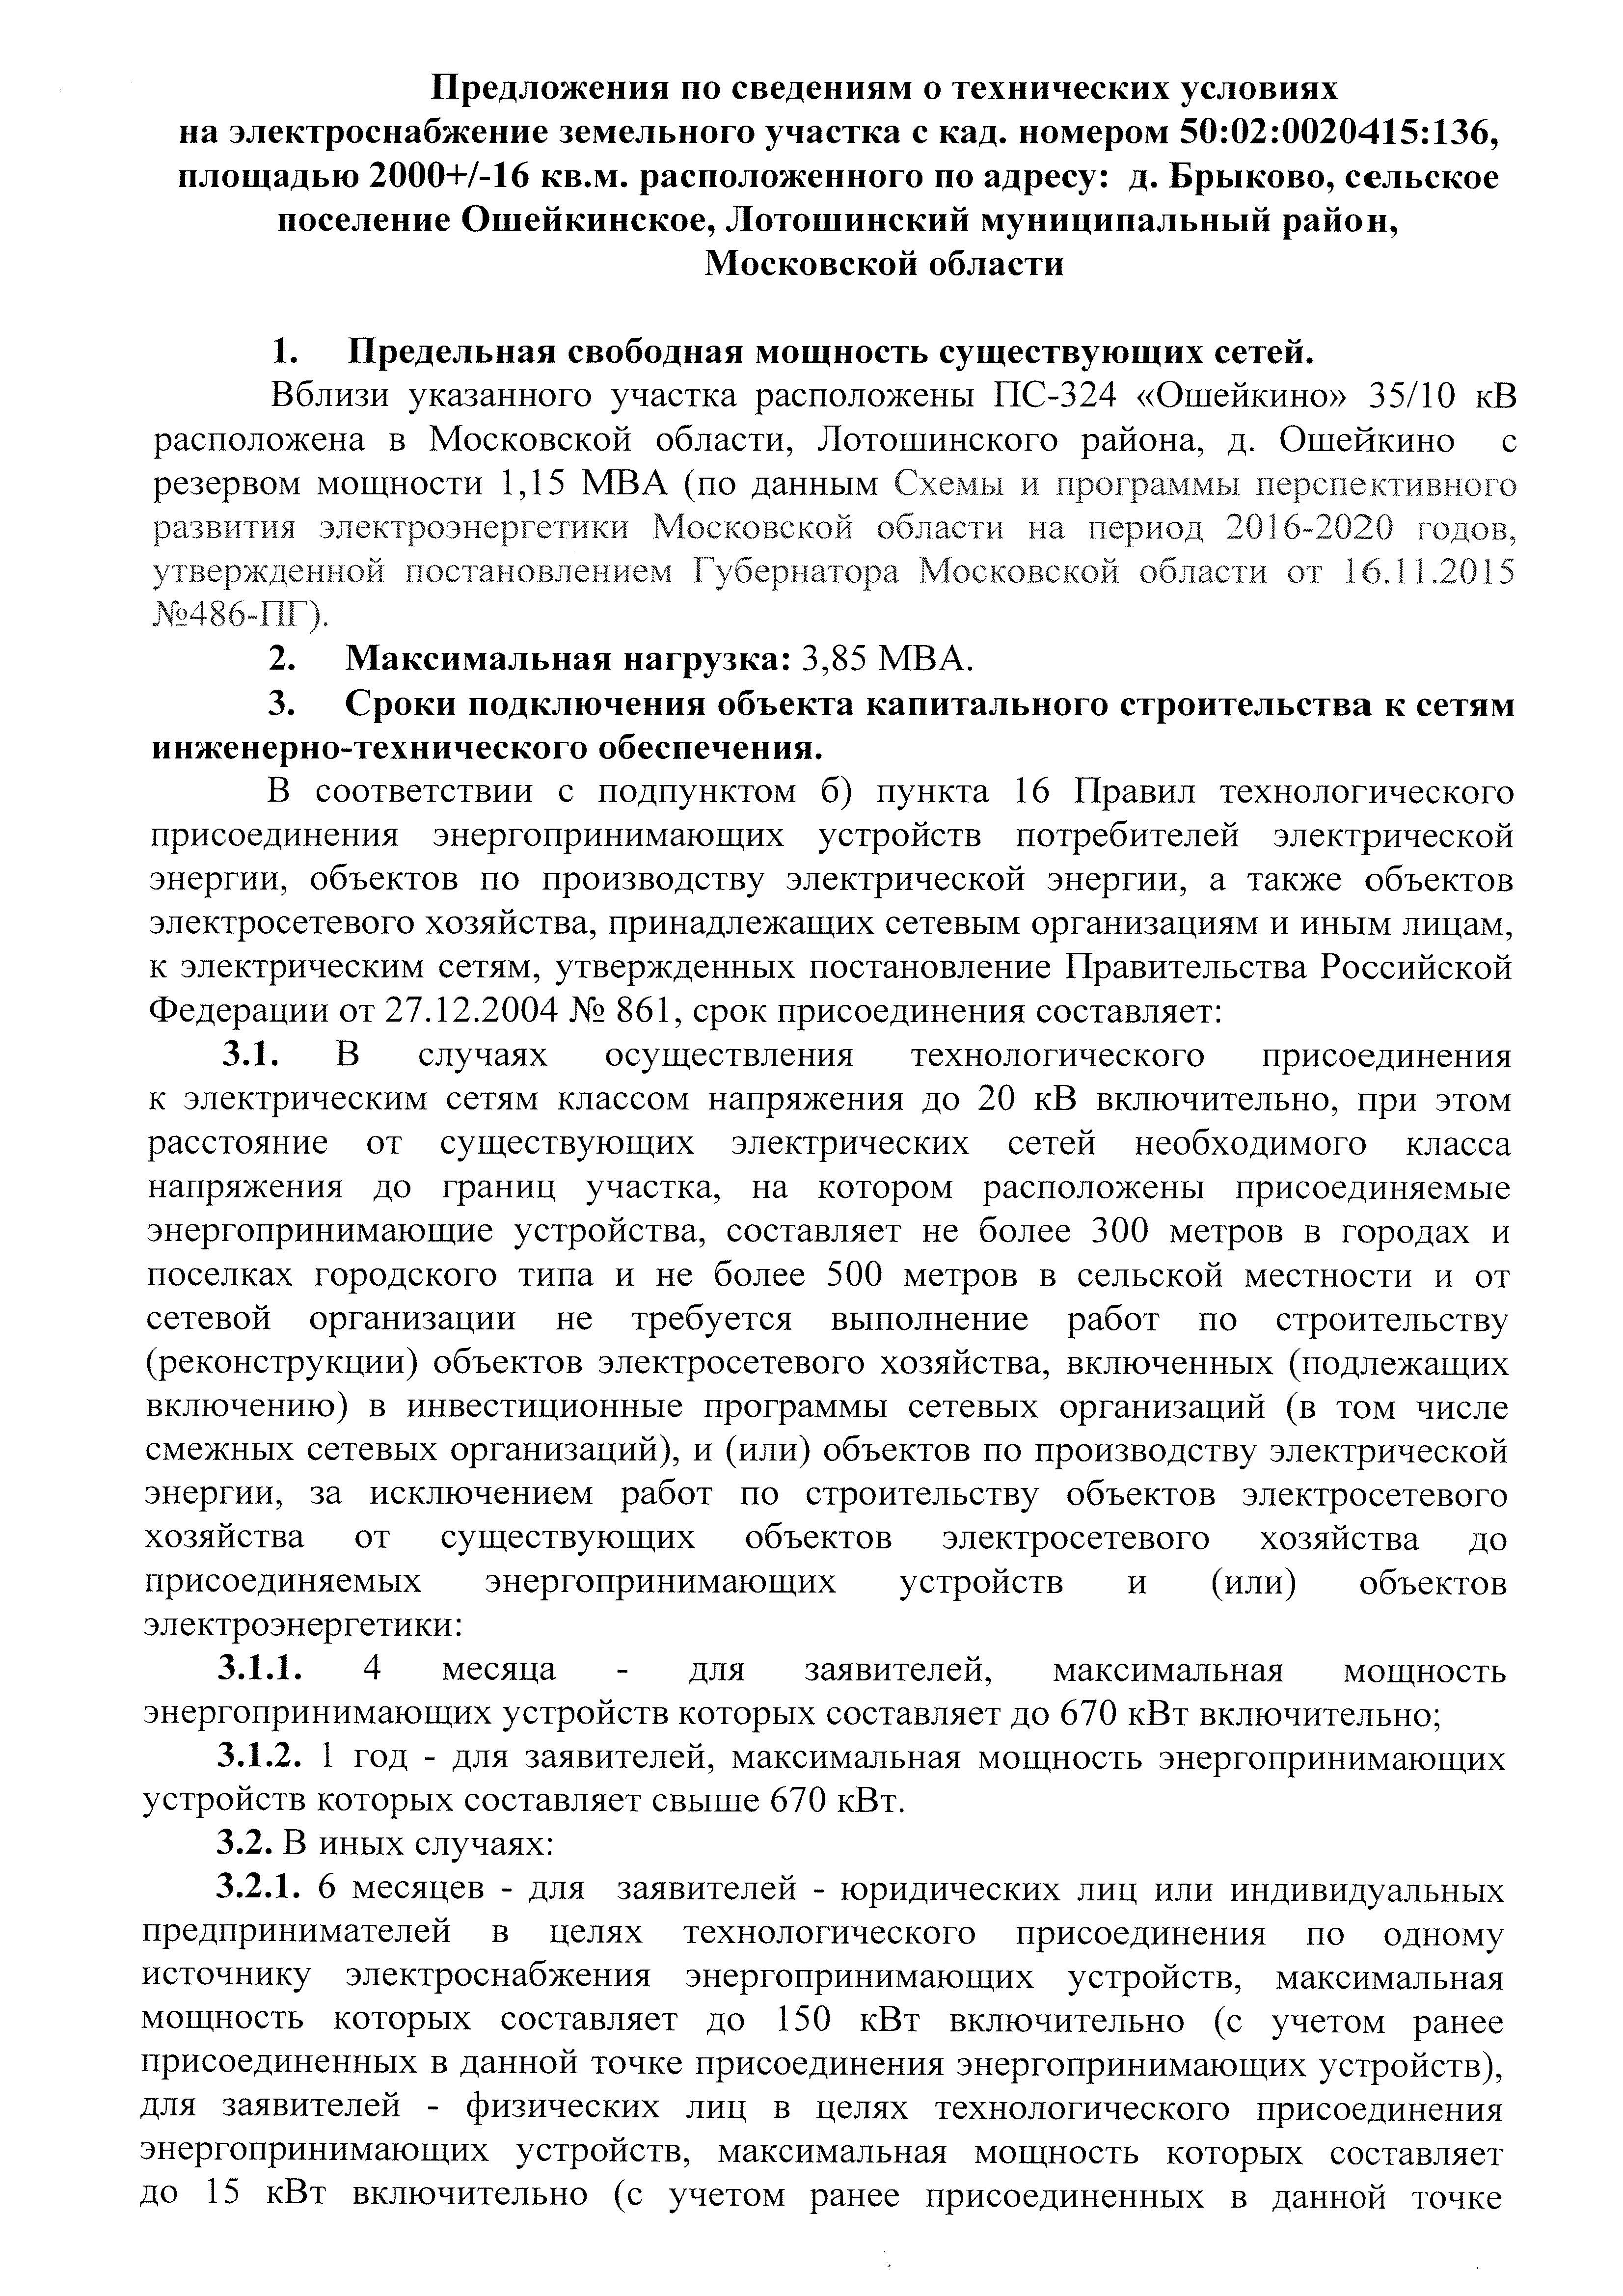 Предложения по сведениям о технических условиях
на электроснабжение земельного участка с кад. номером 50:02:0020415:136,
площадью 2000+/-16 кв.м. расположенного по адресу: д. Брыково, сельское
поселение Ошейкинское, Лотошинский муниципальный район,
Московской области
1. Предельная свободная мощность существующих сетей.
Вблизи указанного участка расположены ПС-324 «Ошейкино» 35/10 кВ
расположена в Московской области, Лотошинского района, д. Ошейкино с
резервом мощности 1,15 МВА (по данным Схемы и программы перспективного
развития электроэнергетики Московской области на период 2016-2020 годов,
утвержденной постановлением Губернатора Московской области от 16.11.2015
№486-ПГ).
2. Максимальная нагрузка: 3,85 МВА.
3. Сроки подключения объекта капитального строительства к сетям
инженерно-технического обеспечения.
В соответствии с подпунктом б) пункта 16 Правил технологического
присоединения энергопринимающих устройств потребителей электрической
энергии, объектов по производству электрической энергии, а также объектов
электросетевого хозяйства, принадлежащих сетевым организациям и иным лицам,
к электрическим сетям, утвержденных постановление Правительства Российской
Федерации от 27.12.2004 № 861, срок присоединения составляет:
3.1. В случаях осуществления технологического присоединения
к электрическим сетям классом напряжения до 20 кВ включительно, при этом
расстояние от существующих электрических сетей необходимого класса
напряжения до границ участка, на котором расположены присоединяемые
энергопринимающие устройства, составляет не более 300 метров в городах и
поселках городского типа и не более 500 метров в сельской местности и от
сетевой организации не требуется выполнение работ по строительству
(реконструкции) объектов электросетевого хозяйства, включенных (подлежащих
включению) в инвестиционные программы сетевых организаций (в том числе
смежных сетевых организаций), и (или) объектов по производству электрической
энергии, за исключением работ по строительству объектов электросетевого
хозяйства от существующих объектов электросетевого хозяйства до
присоединяемых энергопринимающих устройств и (или) объектов
электроэнергетики:
3.1.1. 4 месяца - для заявителей, максимальная мощность
энергопринимающих устройств которых составляет до 670 кВт включительно;
3.1.2. 1 год - для заявителей, максимальная мощность энергопринимающих
устройств которых составляет свыше 670 кВт.
3.2. В иных случаях:
3.2.1. 6 месяцев - для заявителей - юридических лиц или индивидуальных
предпринимателей в целях технологического присоединения по одному
источнику электроснабжения энергопринимающих устройств, максимальная
мощность которых составляет до 150 кВт включительно (с учетом ранее
присоединенных в данной точке присоединения энергопринимающих устройств),
для заявителей - физических лиц в целях технологического присоединения
энергопринимающих устройств, максимальная мощность которых составляет
до 15 кВт включительно (с учетом ранее присоединенных в данной точке